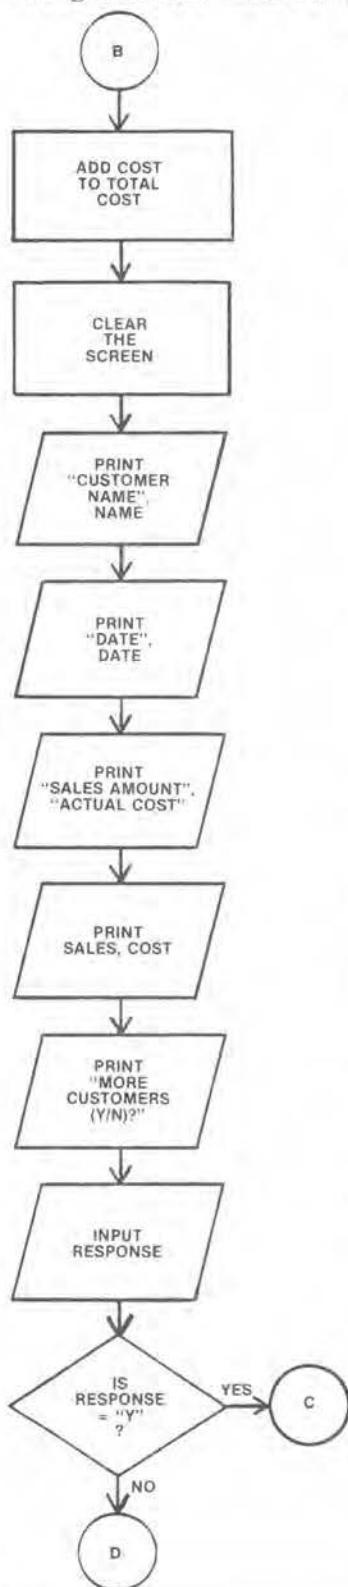 B
ADD COST
TO TOTAL
COST
CLEAR
THE
SCREEN
PRINT
"CUSTOMER
NAME",
NAME
PRINT
"DATE",
DATE
PRINT
"SALES AMOUNT",
"ACTUAL COST"
PRINT
SALES, COST
PRINT
"MORE
CUSTOMERS
(Y/N)?"
INPUT
RESPONSE
IS
RESPONSE
= "Y"
?
YES
C
NO
D